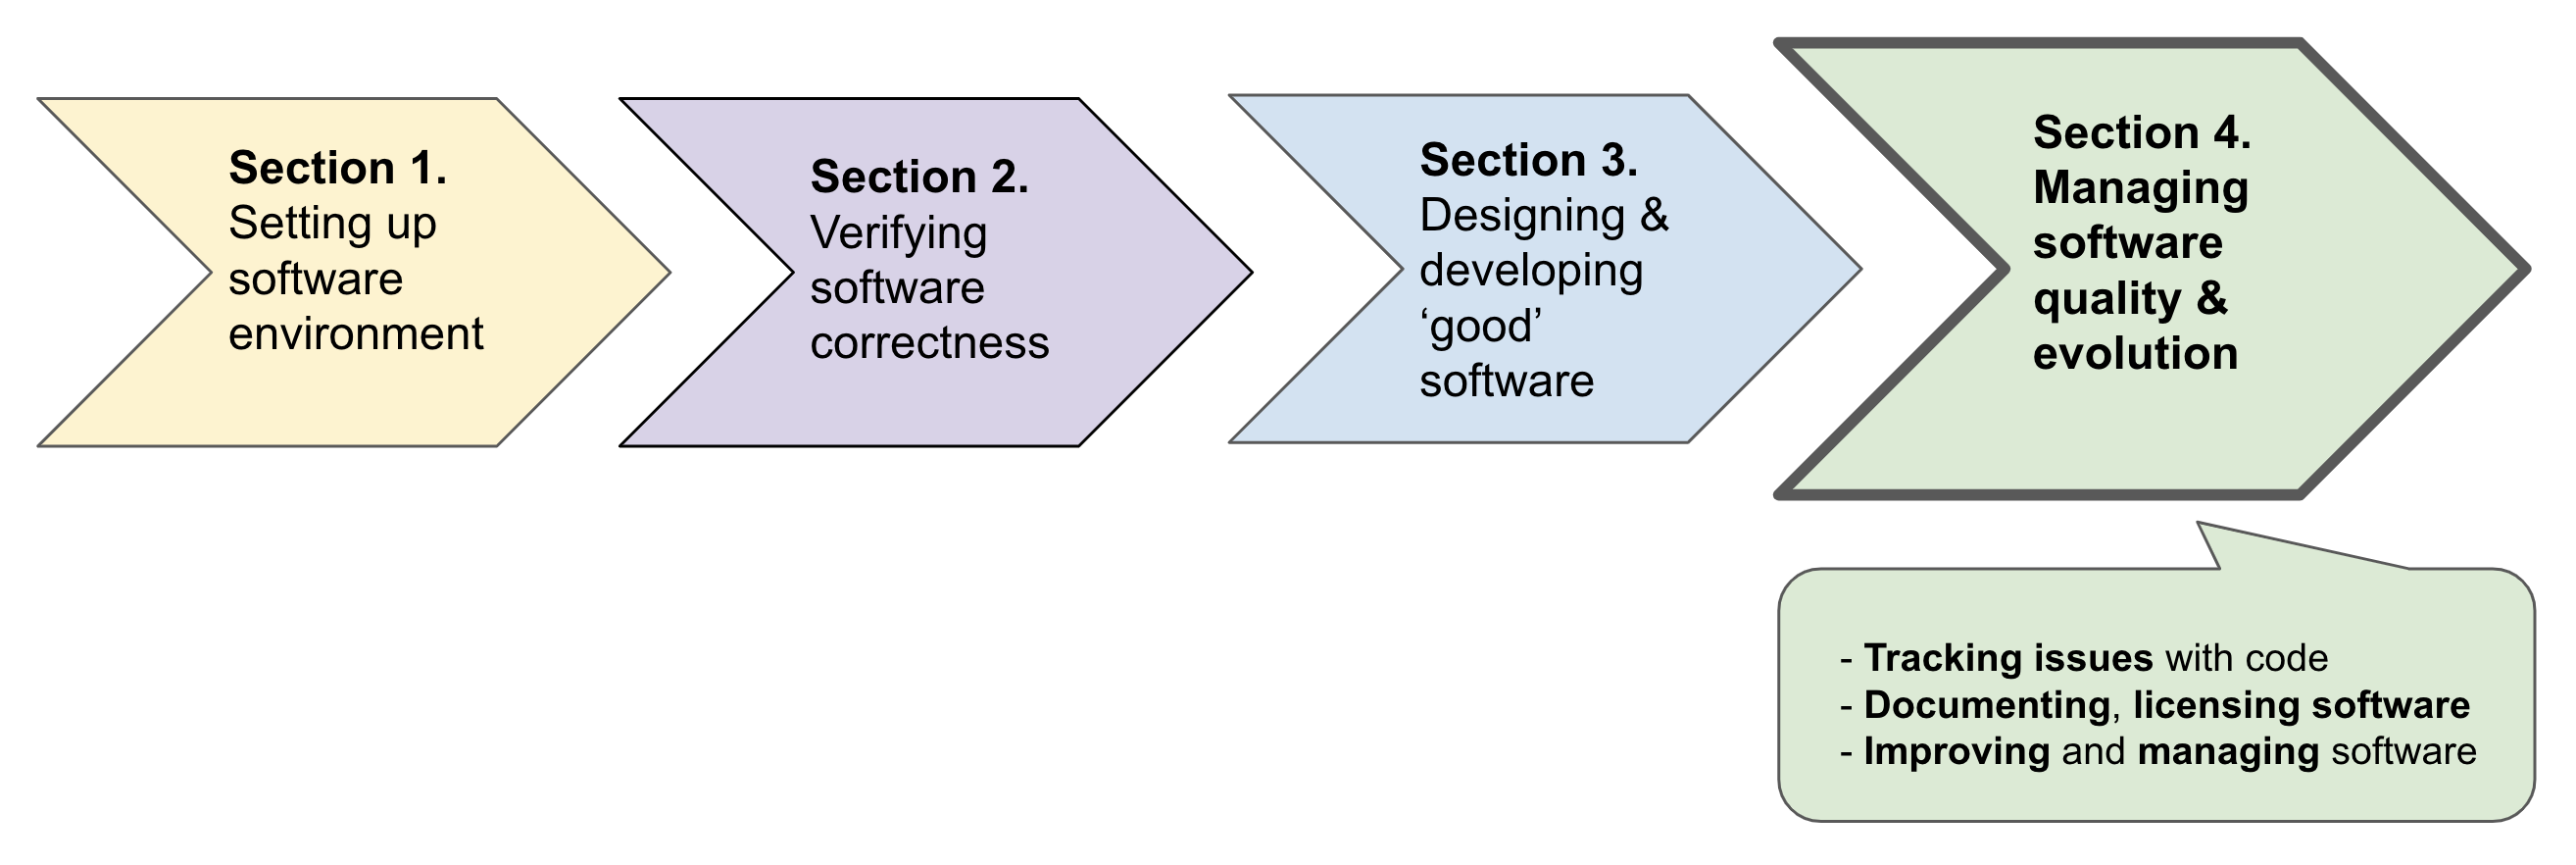 Section 1.
Setting up
software
environment
Section 2.
Verifying
software
correctness
Section 3.
Designing &
developing
‘good’
software
Section 4.
Managing
software
quality &
evolution
- Tracking issues with code
- Documenting, licensing software
- Improving and managing software